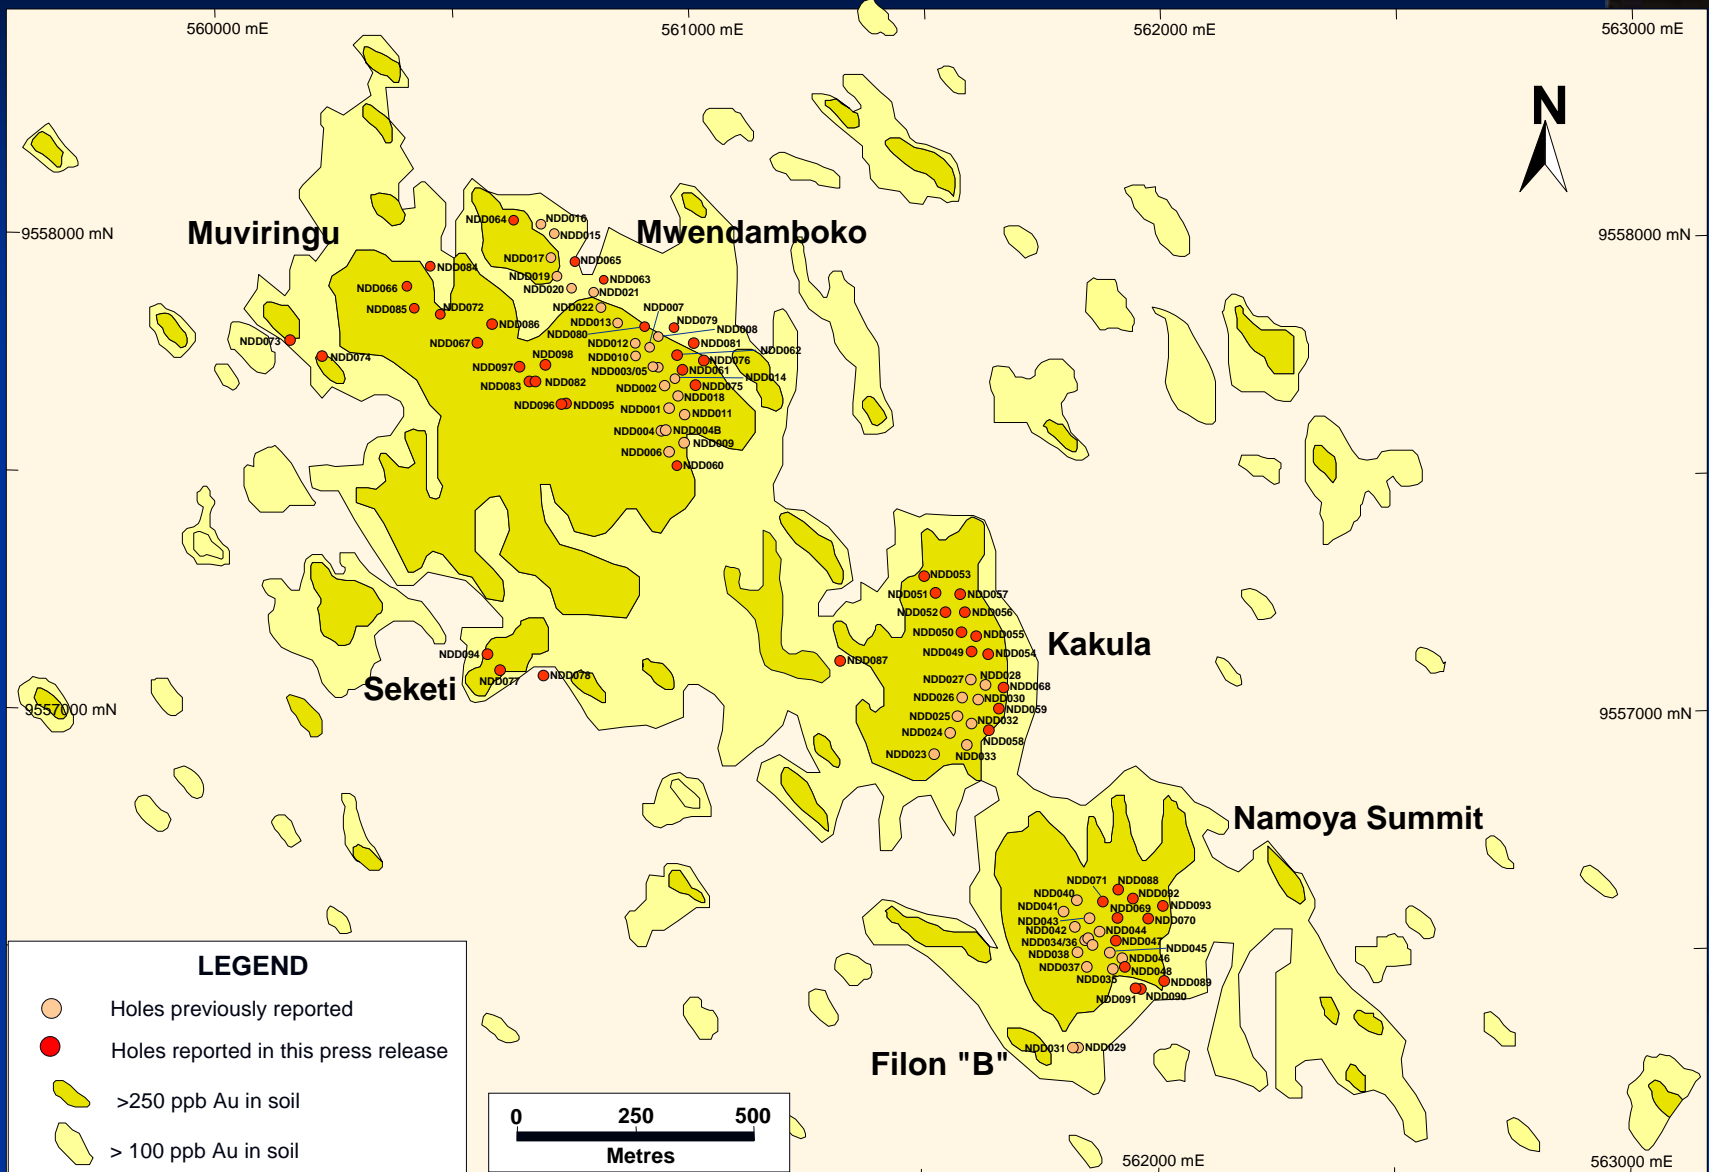 560000 mE
561000 mE
562000 mE
563000 mE
N
Muviringu
Mwendamboko
9558000 mN
9558000 mN
NDD064
NDD016
NDD015
NDD017
NDD065
NDD019
NDD063
NDD020
NDD021
NDD084
NDD066
NDD085
NDD072
NDD022
NDD007
NDD013
NDD079
NDD086
NDD080
NDD008
NDD073
NDD067
NDD012
NDD081
NDD062
NDD074
NDD098
NDD010
NDD076
NDD097
NDD003/05
NDD061
NDD014
NDD083
NDD082
NDD002
NDD075
NDD018
NDD096
NDD095
NDD001
NDD011
NDD004
NDD004B
NDD009
NDD006
NDD060
NDD053
NDD051
NDD057
NDD052
NDD056
NDD050
NDD055
Kakula
NDD049
NDD054
NDD094
NDD087
NDD077
NDD078
Seketi
NDD027
NDD028
NDD068
NDD026
NDD030
NDD059
NDD025
NDD032
NDD024
NDD058
NDD023
NDD033
9557000 mN
9557000 mN
Namoya Summit
NDD071
NDD088
NDD040
NDD092
NDD041
NDD069
NDD093
NDD043
NDD070
NDD042
NDD044
NDD034/36
NDD047
NDD045
NDD038
NDD046
NDD037
NDD048
NDD035
NDD089
NDD091
NDD090
NDD031
NDD029
Filon "B"
LEGEND
Holes previously reported
Holes reported in this press release
>250 ppb Au in soil
> 100 ppb Au in soil
0 250 500
Metres
562000 mE
563000 mE